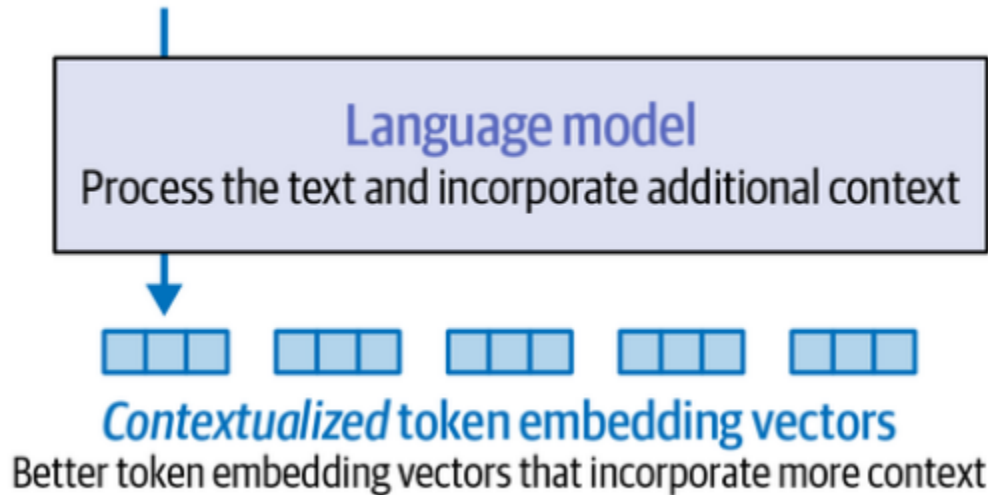 Language model
Process the text and incorporate additional context
Contextualized token embedding vectors
Better token embedding vectors that incorporate more context